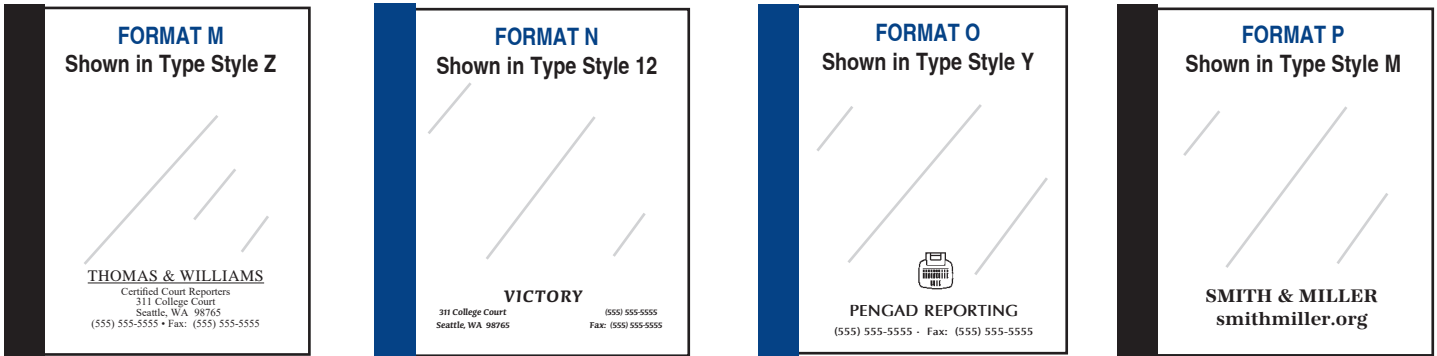 FORMAT M
Shown in Type Style Z
THOMAS & WILLIAMS
Certified Court Reporters
311 College Court
Seattle, WA 98765
(555) 555-5555 • Fax: (555) 555-5555
FORMAT N
Shown in Type Style 12
VICTORY
311 College Court (555) 555-5555
Seattle, WA 98765 Fax: (555) 555-5555
FORMAT O
Shown in Type Style Y
PENGAD REPORTING
(555) 555-5555 · Fax: (555) 555-5555
FORMAT P
Shown in Type Style M
SMITH & MILLER
smithmiller.org